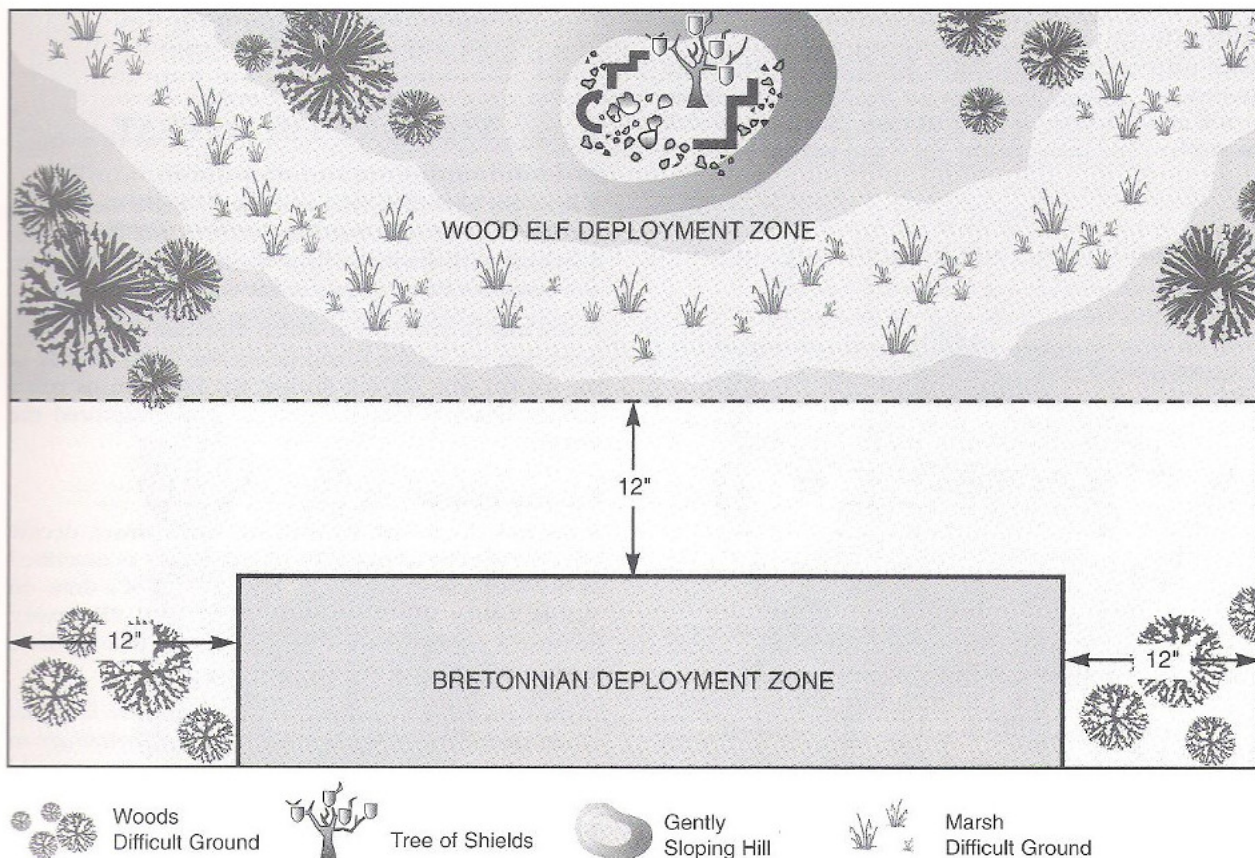 WOOD ELF DEPLOYMENT ZONE
12"
12"
12"
BRETONNIAN DEPLOYMENT ZONE
Woods
Difficult Ground
Tree of Shields
Gently
Sloping Hill
Marsh
Difficult Ground